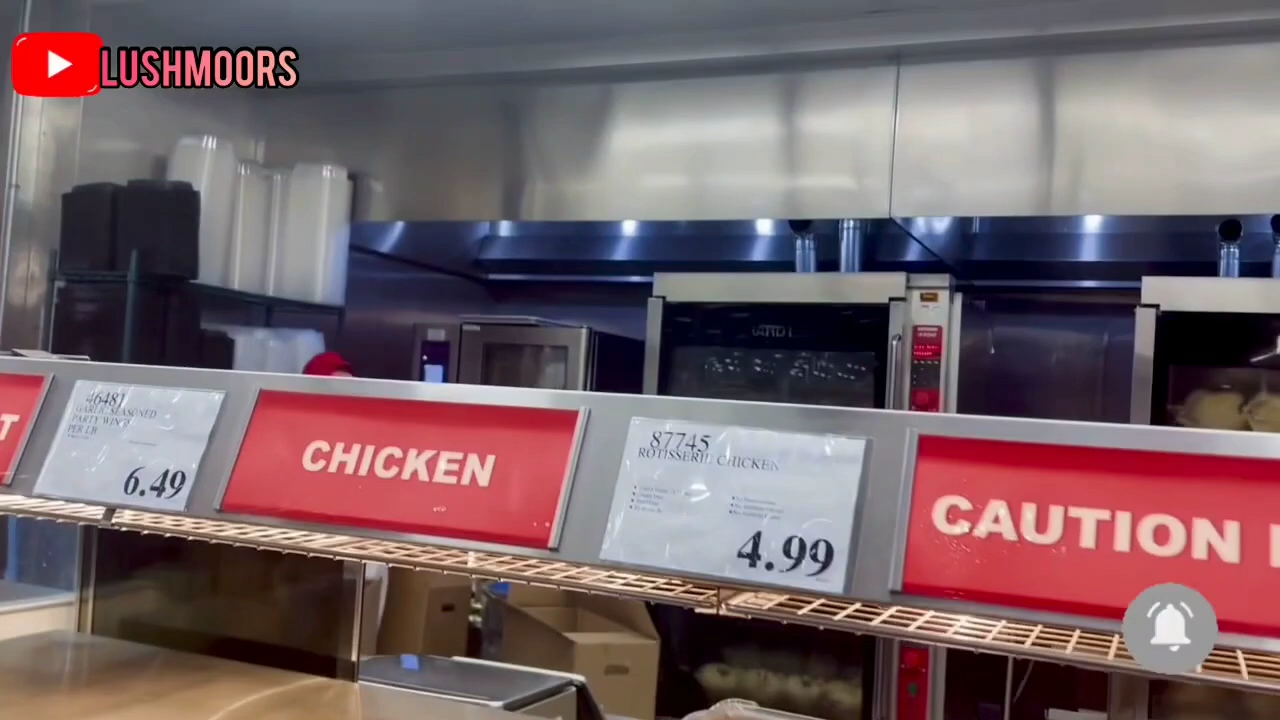 LUSHMOORS
T
46481
GARLIC SEASONED
PARTY WINGS
PER LB
6.49
CHICKEN
87745
ROTISSERIE CHICKEN
4.99
CAUTION